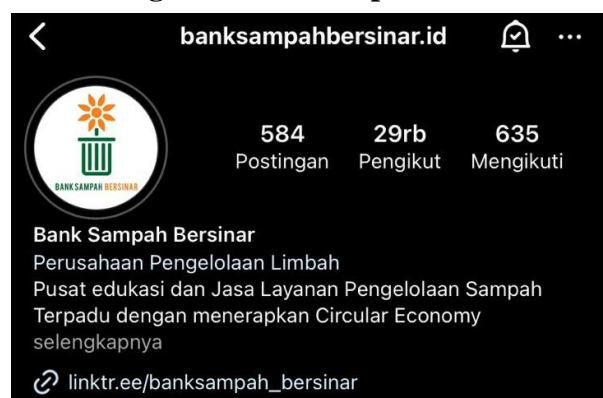 banksampahbersinar.id
584 29rb 635
Postingan Pengikut Mengikuti
BANK SAMPAH BERSINAR
Bank Sampah Bersinar
Perusahaan Pengelolaan Limbah
Pusat edukasi dan Jasa Layanan Pengelolaan Sampah
Terpadu dengan menerapkan Circular Economy
selengkapnya
linktr.ee/banksampah_bersinar